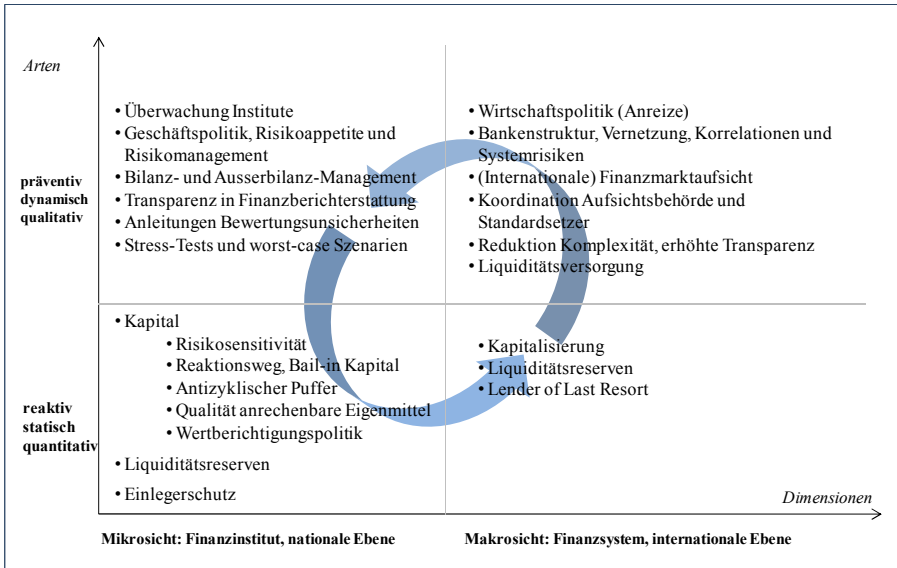 Arten
• Überwachung Institute
• Geschäftspolitik, Risikoappetite und
Risikomanagement
• Bilanz- und Ausserbilanz-Management
• Transparenz in Finanzberichterstattung
• Anleitungen Bewertungsunsicherheiten
• Stress-Tests und worst-case Szenarien
• Wirtschaftspolitik (Anreize)
• Bankenstruktur, Vernetzung, Korrelationen und
Systemrisiken
• (Internationale) Finanzmarktaufsicht
• Koordination Aufsichtsbehörde und
Standardsetzer
• Reduktion Komplexität, erhöhte Transparenz
• Liquiditätsversorgung
präventiv
dynamisch
qualitativ
• Kapital
• Risikosensitivität
• Reaktionsweg, Bail-in Kapital
• Antizyklischer Puffer
• Qualität anrechenbare Eigenmittel
• Wertberichtigungspolitik
• Liquiditätsreserven
• Einlegerschutz
• Kapitalisierung
• Liquiditätsreserven
• Lender of Last Resort
reaktiv
statisch
quantitativ
Dimensionen
Mikrosicht: Finanzinstitut, nationale Ebene
Makrosicht: Finanzsystem, internationale Ebene